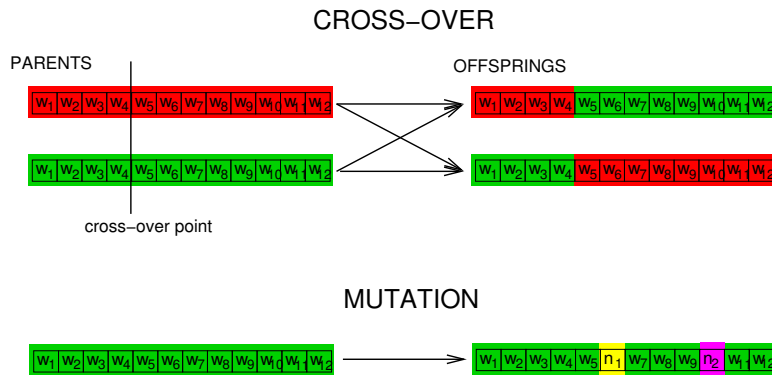 CROSS−OVER
PARENTS
OFFSPRINGS
w1 w2 w3 w4 w5 w6 w7 w8 w9 w10 w11 w12
w1 w2 w3 w4 w5 w6 w7 w8 w9 w10 w11 w12
w1 w2 w3 w4 w5 w6 w7 w8 w9 w10 w11 w12
w1 w2 w3 w4 w5 w6 w7 w8 w9 w10 w11 w12
cross−over point
MUTATION
w1 w2 w3 w4 w5 w6 w7 w8 w9 w10 w11 w12
w1 w2 w3 w4 w5 n1 w7 w8 w9 n2 w11 w12